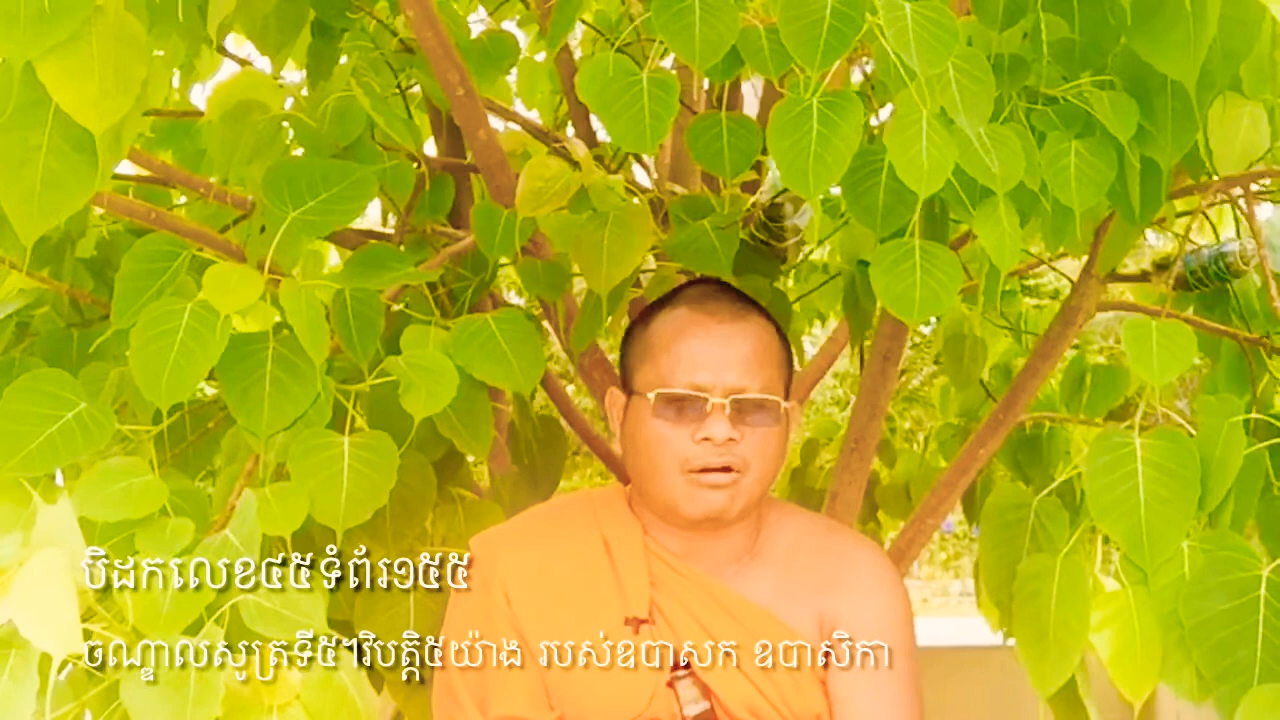 បិដកលេខ៤៥ទំព័រ១៥៥
ចណ្ឌាលសូត្រទី៥។វិបត្តិ៥យ៉ាង របស់ឧបាសក ឧបាសិកា